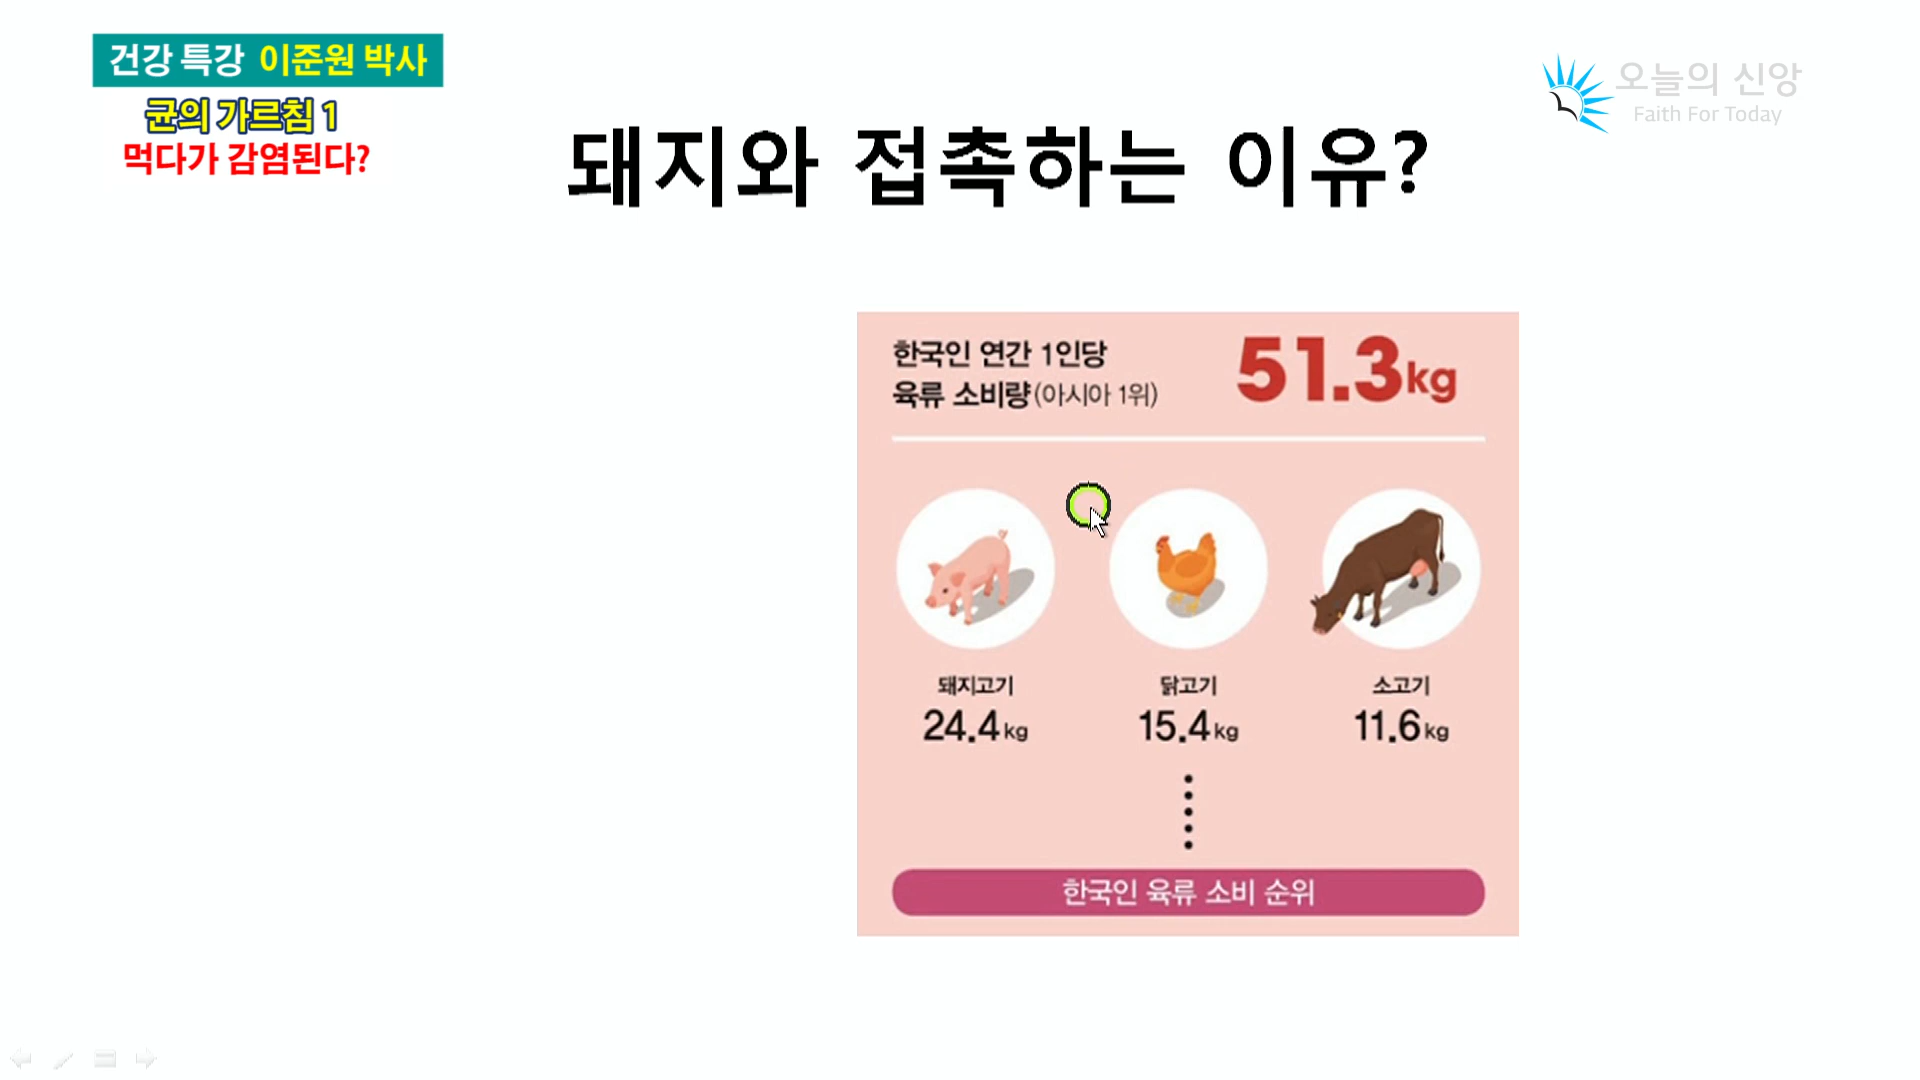 건강 특강 이준원 박사
균의 가르침 1
먹다가 감염된다?
오늘의 신앙
Faith For Today
돼지와 접촉하는 이유?
한국인 연간 1인당
육류 소비량(아시아 1위)
51.3kg
돼지고기
24.4kg
닭고기
15.4kg
소고기
11.6kg
한국인 육류 소비 순위